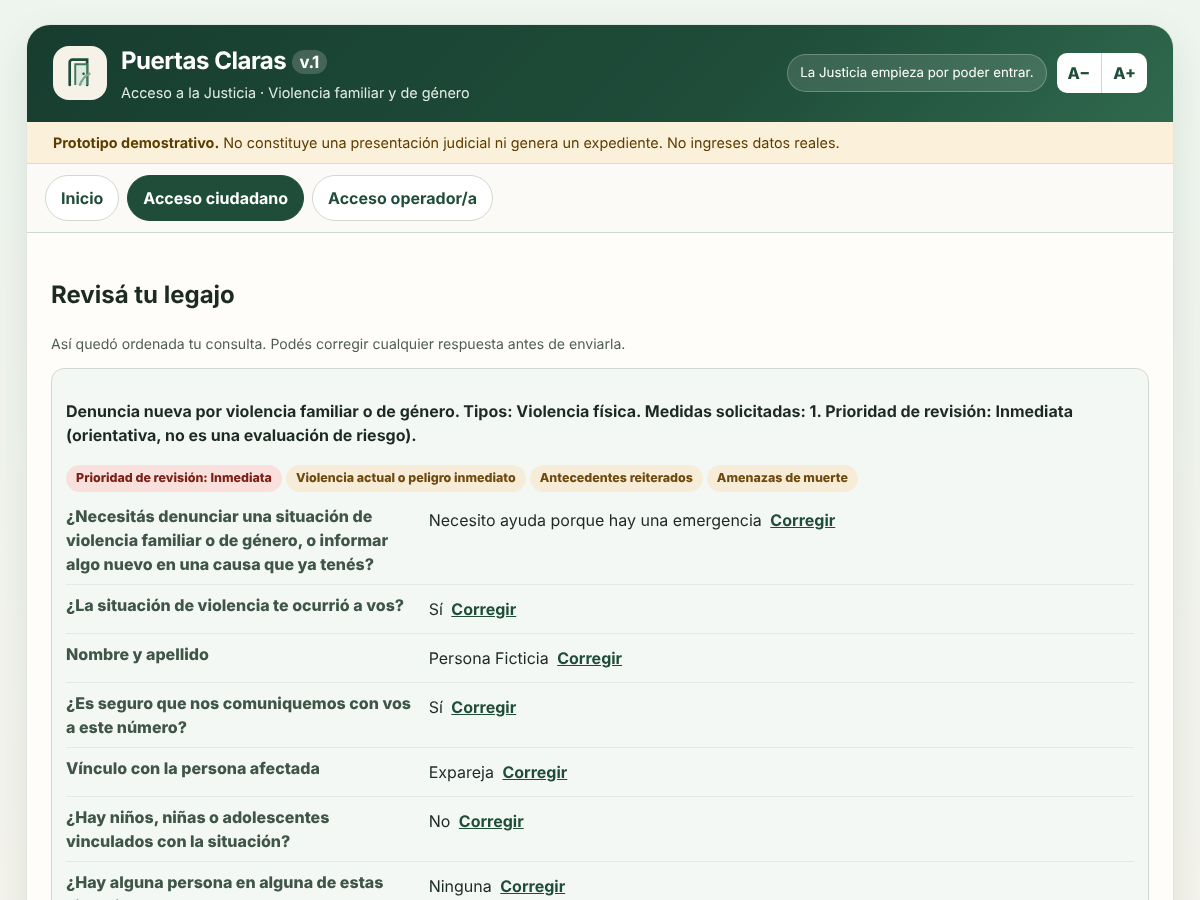 Puertas Claras v.1
Acceso a la Justicia · Violencia familiar y de género
La Justicia empieza por poder entrar.
A− A+
Prototipo demostrativo. No constituye una presentación judicial ni genera un expediente. No ingreses datos reales.
Inicio
Acceso ciudadano
Acceso operador/a
Revisá tu legajo
Así quedó ordenada tu consulta. Podés corregir cualquier respuesta antes de enviarla.
Denuncia nueva por violencia familiar o de género. Tipos: Violencia física. Medidas solicitadas: 1. Prioridad de revisión: Inmediata
(orientativa, no es una evaluación de riesgo).
Prioridad de revisión: Inmediata
Violencia actual o peligro inmediato
Antecedentes reiterados
Amenazas de muerte
¿Necesitás denunciar una situación de
violencia familiar o de género, o informar
algo nuevo en una causa que ya tenés?
Necesito ayuda porque hay una emergencia Corregir
¿La situación de violencia te ocurrió a vos?
Sí Corregir
Nombre y apellido
Persona Ficticia Corregir
¿Es seguro que nos comuniquemos con vos
a este número?
Sí Corregir
Vínculo con la persona afectada
Expareja Corregir
¿Hay niños, niñas o adolescentes
vinculados con la situación?
No Corregir
¿Hay alguna persona en alguna de estas
Ninguna Corregir